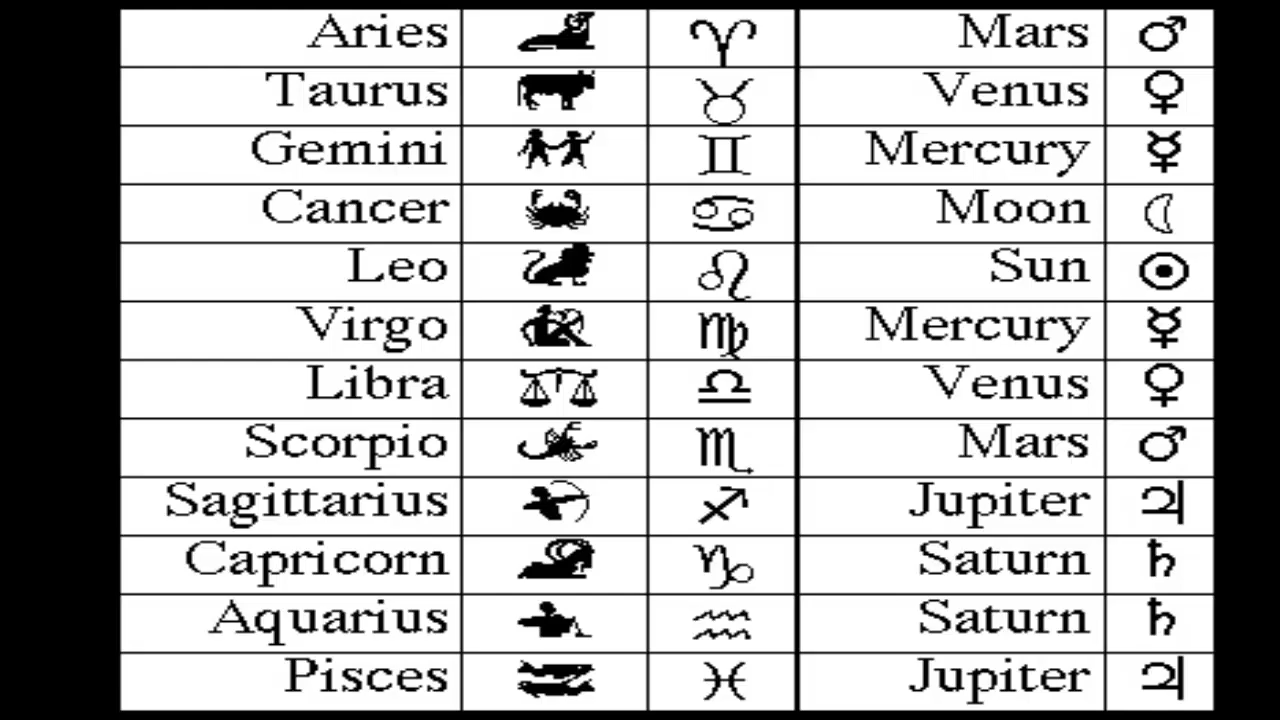 Aries ♈ Mars ♂
Taurus ♉ Venus ♀
Gemini ♊ Mercury ☿
Cancer ♋ Moon ☾
Leo ♌ Sun ☉
Virgo ♍ Mercury ☿
Libra ♎ Venus ♀
Scorpio ♏ Mars ♂
Sagittarius ♐ Jupiter ♃
Capricorn ♑ Saturn ♄
Aquarius ♒ Saturn ♄
Pisces ♓ Jupiter ♃